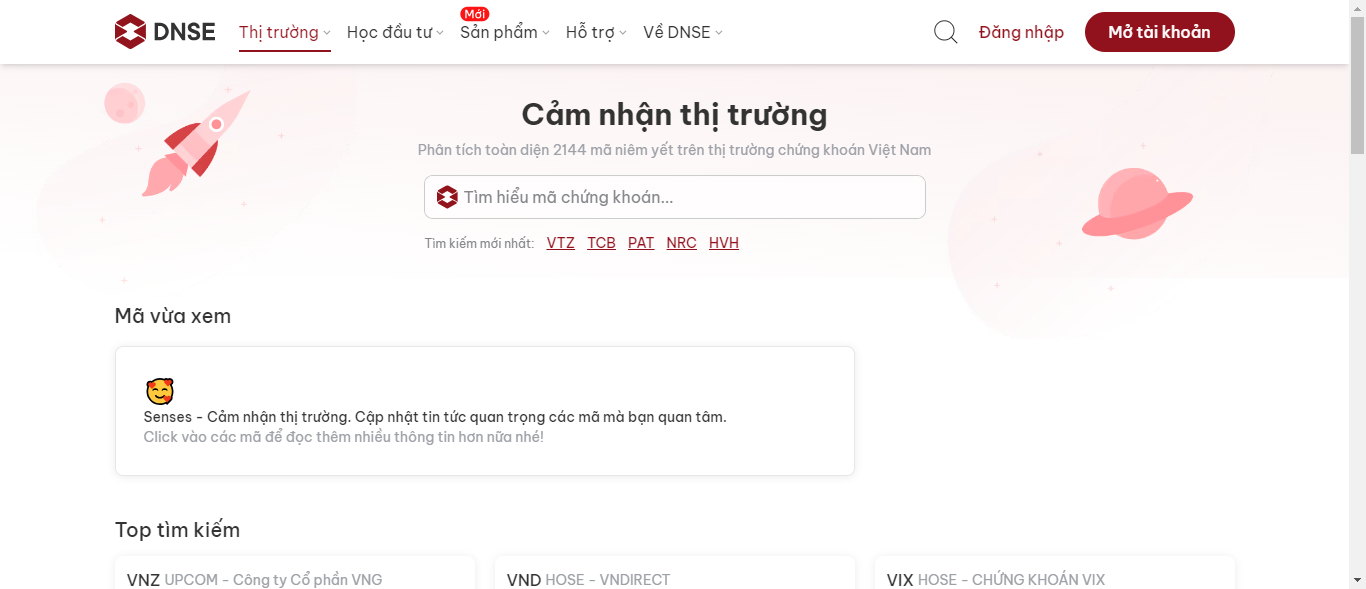 DNSE
Thị trường
Học đầu tư
Mới
Sản phẩm
Hỗ trợ
Về DNSE
Đăng nhập
Mở tài khoản
Cảm nhận thị trường
Phân tích toàn diện 2144 mã niêm yết trên thị trường chứng khoán Việt Nam
Tìm hiểu mã chứng khoán...
Tìm kiếm mới nhất: VTZ TCB PAT NRC HVH
Mã vừa xem
Senses - Cảm nhận thị trường. Cập nhật tin tức quan trọng các mã mà bạn quan tâm.
Click vào các mã để đọc thêm nhiều thông tin hơn nữa nhé!
Top tìm kiếm
VNZ UPCOM - Công ty Cổ phần VNG
VND HOSE - VNDIRECT
VIX HOSE - CHỨNG KHOÁN VIX